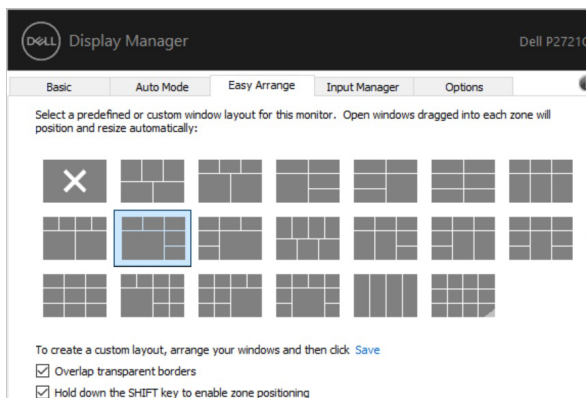 DELL Display Manager Dell P2721Q
Basic Auto Mode Easy Arrange Input Manager Options
Select a predefined or custom window layout for this monitor. Open windows dragged into each zone will
position and resize automatically:
To create a custom layout, arrange your windows and then click Save
Overlap transparent borders
Hold down the SHIFT key to enable zone positioning